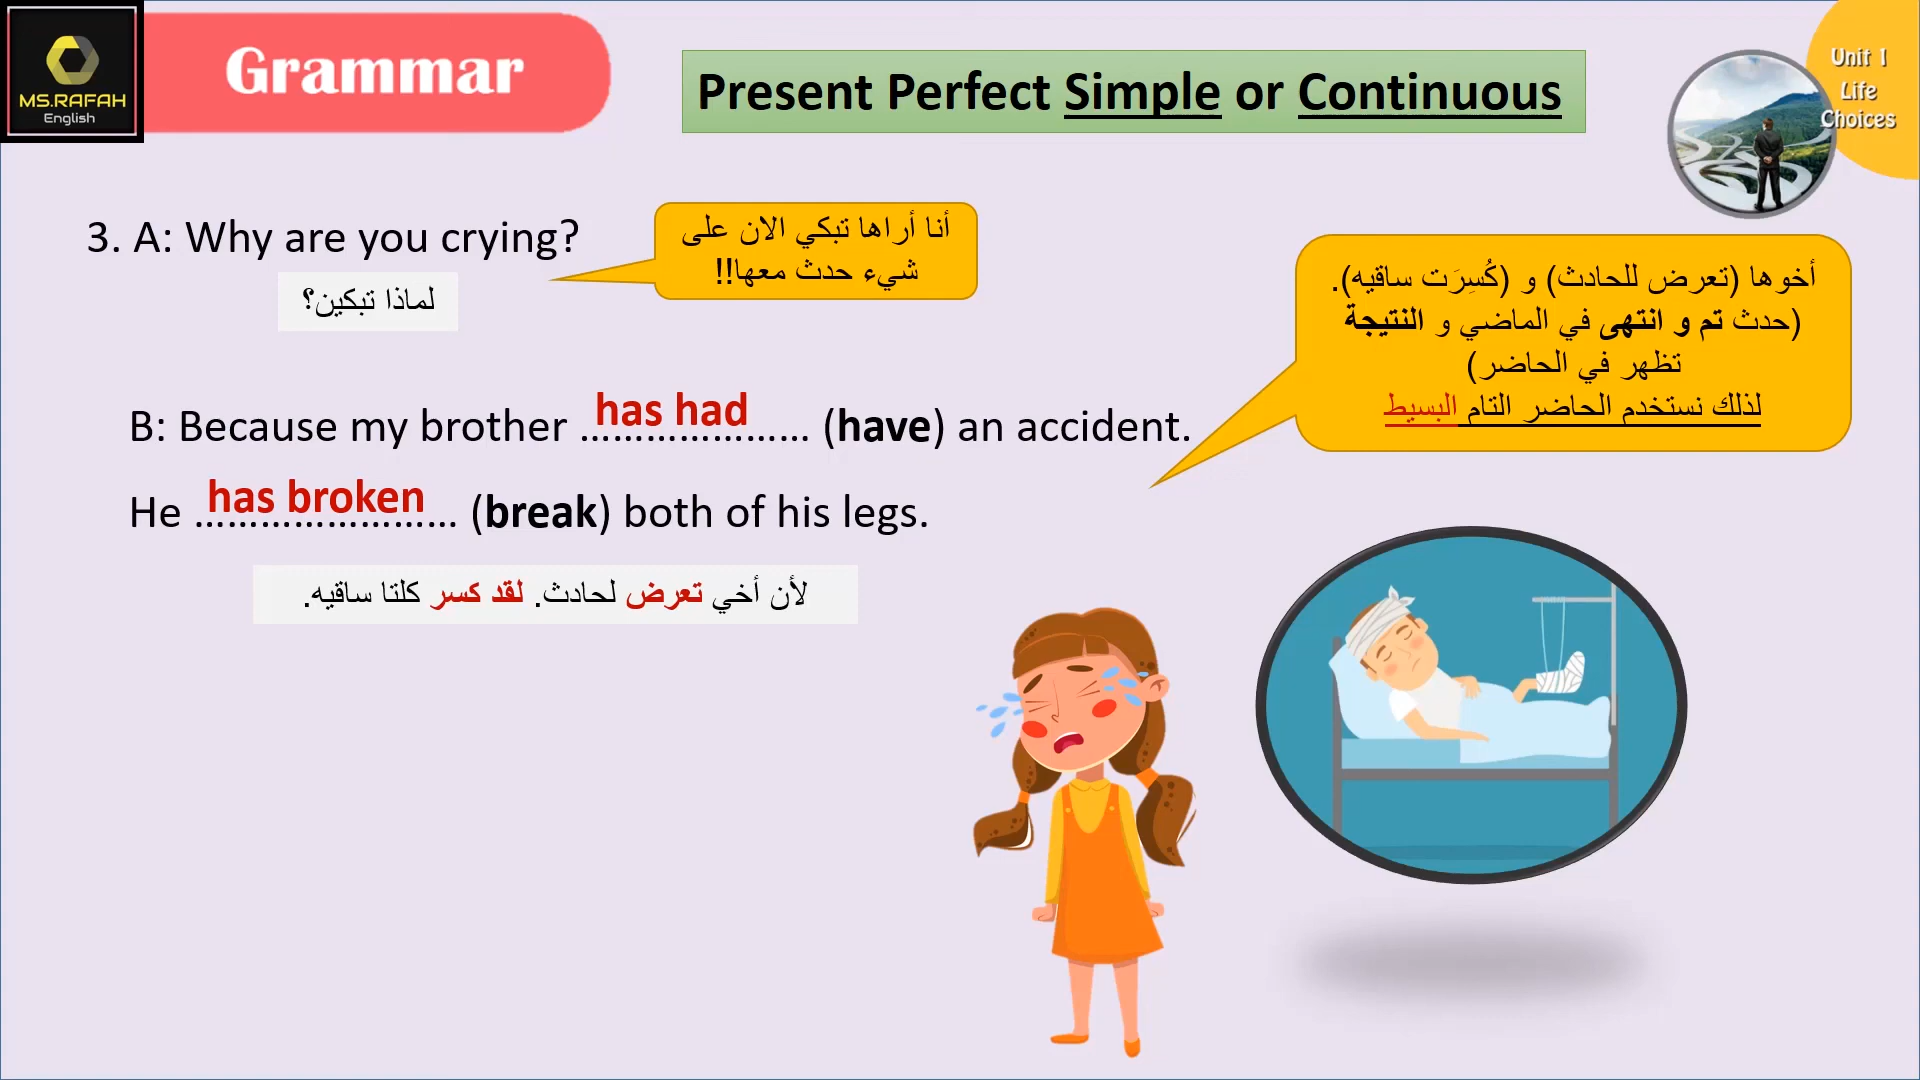 MS.RAFAH
English
Grammar
Present Perfect Simple or Continuous
Unit 1
Life
Choices
3. A: Why are you crying?
لماذا تبكين؟
أنا أراها تبكي الان على
شيء حدث معها!!
أخوها (تعرض للحادث) و (كُسِرَت ساقيه).
(حدث تم و انتهى في الماضي و النتيجة
تظهر في الحاضر)
لذلك نستخدم الحاضر التام البسيط
B: Because my brother has had ………………… (have) an accident.
He has broken …………………… (break) both of his legs.
لأن أخي تعرض لحادث. لقد كسر كلتا ساقيه.